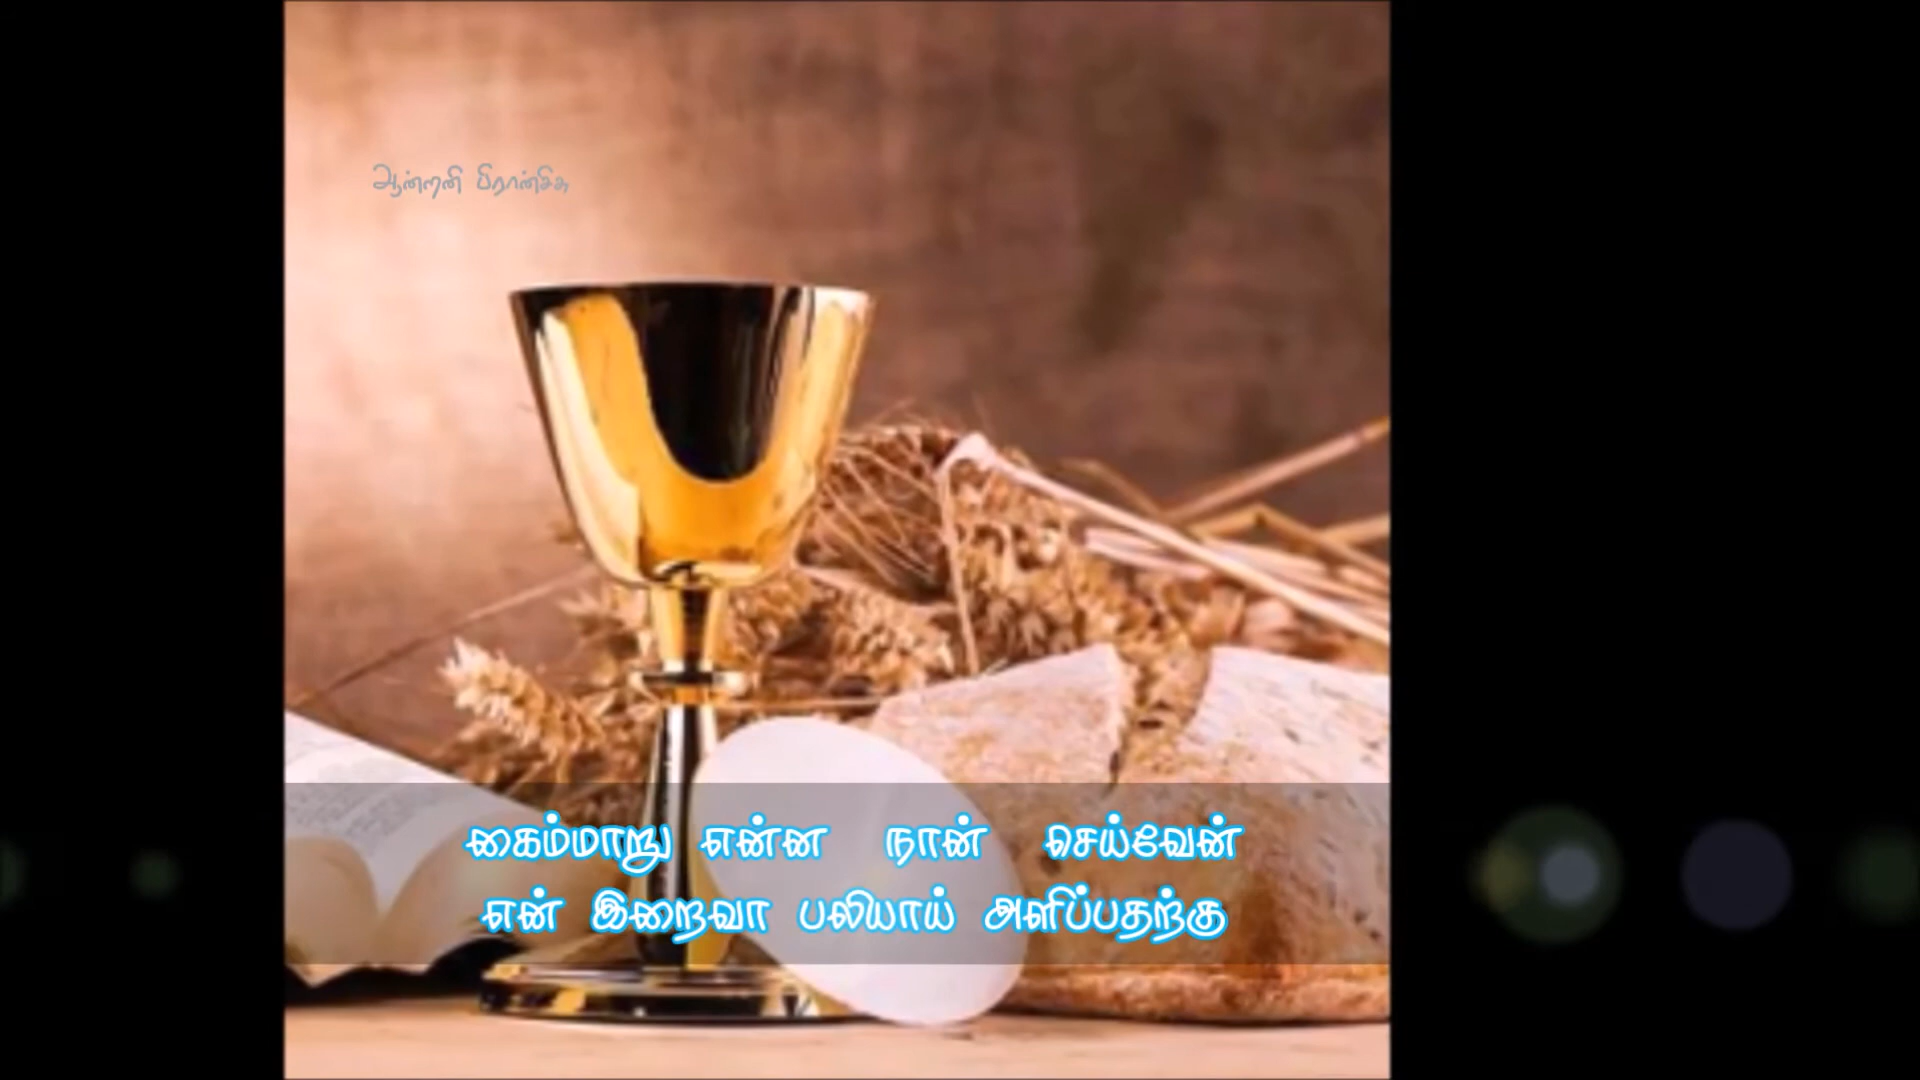 ஆன்றனி பிரான்சிசு
கைம்மாறு என்ன நான் செய்வேன்
என் இறைவா பலியாய் அளிப்பதற்கு